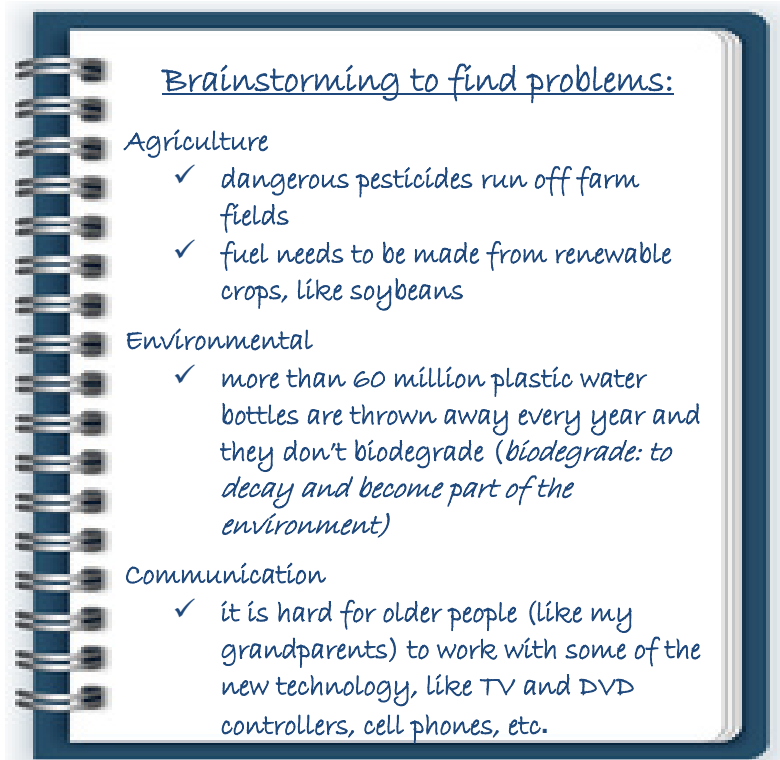 Brainstorming to find problems:
Agriculture
✓ dangerous pesticides run off farm
fields
✓ fuel needs to be made from renewable
crops, like soybeans
Environmental
✓ more than 60 million plastic water
bottles are thrown away every year and
they don't biodegrade (biodegrade: to
decay and become part of the
environment)
Communication
✓ it is hard for older people (like my
grandparents) to work with some of the
new technology, like TV and DVD
controllers, cell phones, etc.